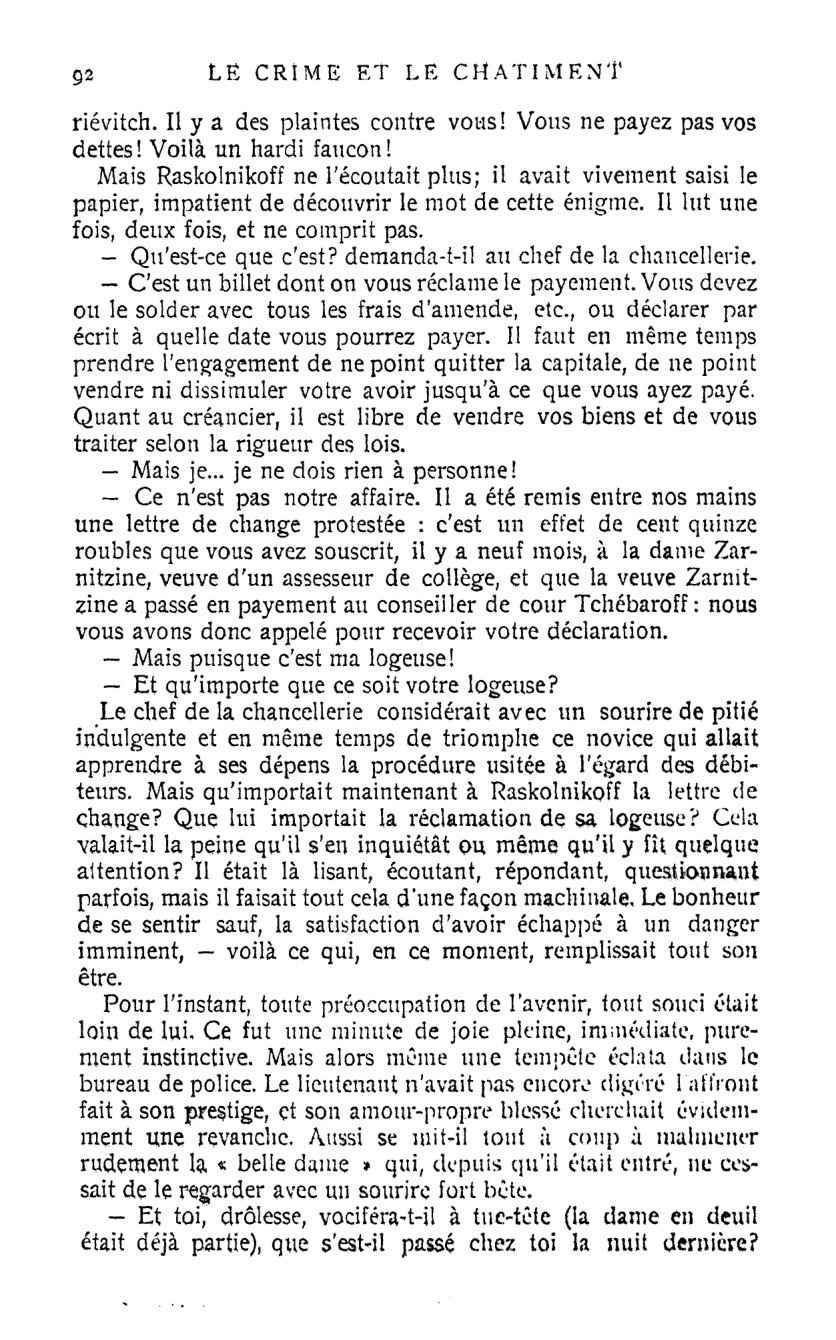 92 LE CRIME ET LE CHATIMENT
riévitch. Il y a des plaintes contre vous! Vous ne payez pas vos
dettes! Voilà un hardi faucon!
Mais Raskolnikoff ne l'écoutait plus; il avait vivement saisi le
papier, impatient de découvrir le mot de cette énigme. Il lut une
fois, deux fois, et ne comprit pas.
— Qu'est-ce que c'est? demanda-t-il au chef de la chancellerie.
— C'est un billet dont on vous réclame le payement. Vous devez
ou le solder avec tous les frais d'amende, etc., ou déclarer par
écrit à quelle date vous pourrez payer. Il faut en même temps
prendre l'engagement de ne point quitter la capitale, de ne point
vendre ni dissimuler votre avoir jusqu'à ce que vous ayez payé.
Quant au créancier, il est libre de vendre vos biens et de vous
traiter selon la rigueur des lois.
— Mais je... je ne dois rien à personne!
— Ce n'est pas notre affaire. Il a été remis entre nos mains
une lettre de change protestée : c'est un effet de cent quinze
roubles que vous avez souscrit, il y a neuf mois, à la dame Zar-
nitzine, veuve d'un assesseur de collège, et que la veuve Zarnit-
zine a passé en payement au conseiller de cour Tchébaroff : nous
vous avons donc appelé pour recevoir votre déclaration.
— Mais puisque c'est ma logeuse!
— Et qu'importe que ce soit votre logeuse?
Le chef de la chancellerie considérait avec un sourire de pitié
indulgente et en même temps de triomphe ce novice qui allait
apprendre à ses dépens la procédure usitée à l'égard des débi-
teurs. Mais qu'importait maintenant à Raskolnikoff la lettre de
change? Que lui importait la réclamation de sa logeuse? Cela
valait-il la peine qu'il s'en inquiétât ou même qu'il y fît quelque
attention? Il était là lisant, écoutant, répondant, questionnant
parfois, mais il faisait tout cela d'une façon machinale. Le bonheur
de se sentir sauf, la satisfaction d'avoir échappé à un danger
imminent, — voilà ce qui, en ce moment, remplissait tout son
être.
Pour l'instant, toute préoccupation de l'avenir, tout souci était
loin de lui. Ce fut une minute de joie pleine, immédiate, pure-
ment instinctive. Mais alors même une tempête éclata dans le
bureau de police. Le lieutenant n'avait pas encore digéré l'affront
fait à son prestige, et son amour-propre blessé cherchait évidem-
ment une revanche. Aussi se mit-il tout à coup à malmener
rudement la « belle dame » qui, depuis qu'il était entré, ne ces-
sait de le regarder avec un sourire fort bête.
— Et toi, drôlesse, vociféra-t-il à tue-tête (la dame en deuil
était déjà partie), que s'est-il passé chez toi la nuit dernière?